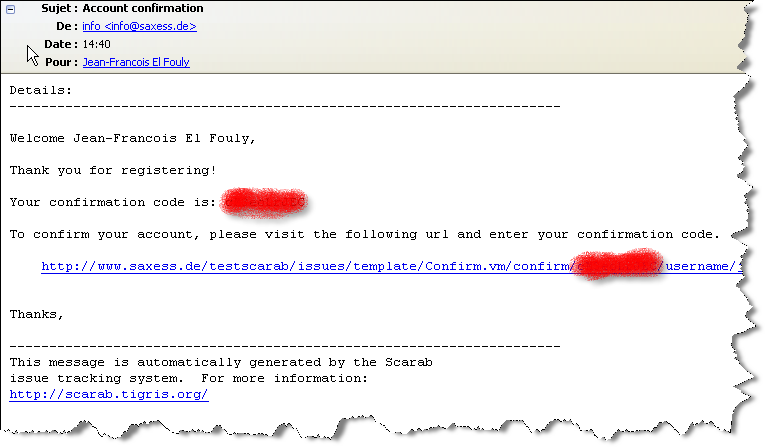 Sujet : Account confirmation
De : info <info@saxess.de>
Date : 14:40
Pour : Jean-Francois El Fouly
Details:
---------------------------------------------------------------------
Welcome Jean-Francois El Fouly,
Thank you for registering!
Your confirmation code is:
To confirm your account, please visit the following url and enter your confirmation code.
http://www.saxess.de/testscarab/issues/template/Confirm.vm/confirm/ /username/
Thanks,
---------------------------------------------------------------------
This message is automatically generated by the Scarab
issue tracking system.  For more information:
http://scarab.tigris.org/